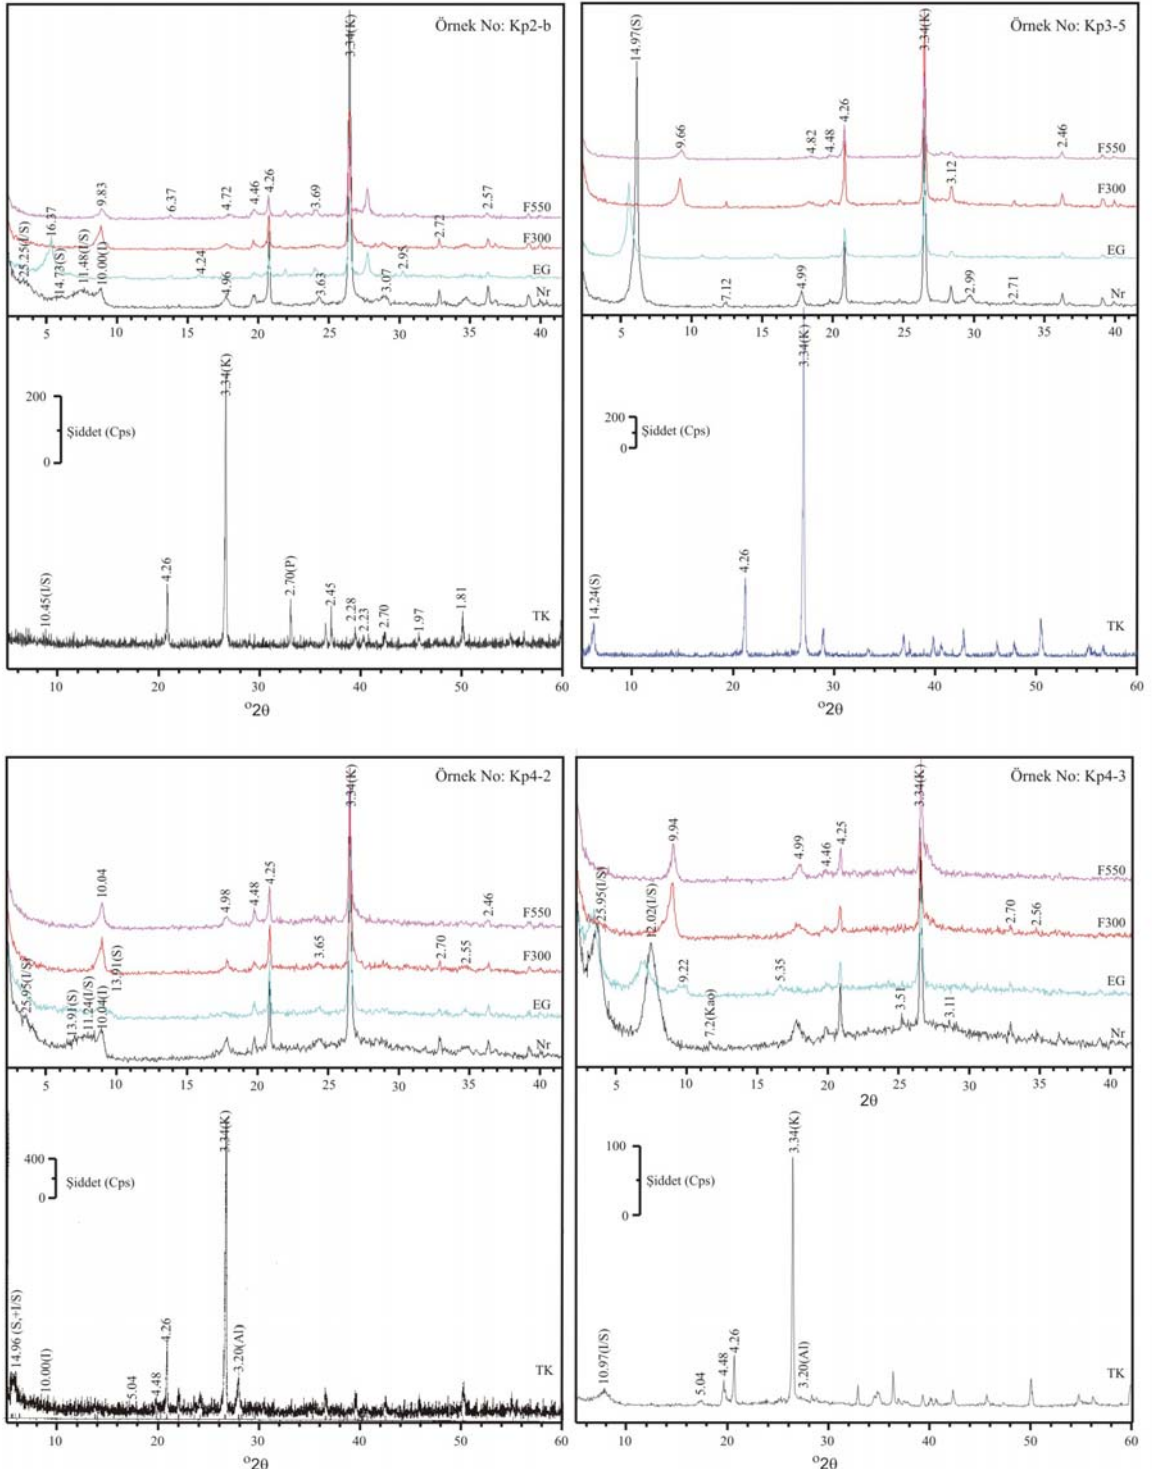 Örnek No: Kp2-b
3.34(K)
9.83
6.37
4.72
4.46
4.26
3.69
2.57
F550
25.25(I/S)
16.37
14.73(S)
11.48(I/S)
10.00(I)
2.72
F300
4.24
2.95
EG
4.96
3.63
3.07
Nr
5 10 15 20 25 30 35 40
200
Şiddet (Cps)
0
3.34(K)
10.45(I/S)
4.26
2.70(P)
2.45
2.28
2.23
2.70
1.97
1.81
TK
10 20 30 40 50 60
°2θ
Örnek No: Kp3-5
14.97(S)
3.34(K)
9.66
4.82
4.48
4.26
2.46
F550
3.12
F300
EG
7.12
4.99
2.99
2.71
Nr
5 10 15 20 25 30 35 40
3.34(K)
200
Şiddet (Cps)
0
14.24(S)
4.26
TK
10 20 30 40 50 60
°2θ
Örnek No: Kp4-2
3.34(K)
10.04
4.98
4.48
4.25
2.46
F550
3.65
2.70
2.55
F300
25.95(I/S)
13.91(S)
11.24(I/S)
10.04(I)
13.91(S)
EG
Nr
5 10 15 20 25 30 35 40
3.34(K)
400
Şiddet (Cps)
0
14.96 (S,+I/S)
10.00(I)
5.04
4.48
4.26
3.20(Al)
TK
10 20 30 40 50 60
°2θ
Örnek No: Kp4-3
3.34(K)
9.94
4.99
4.46
4.25
F550
25.95(I/S)
12.02(I/S)
2.70
2.56
F300
9.22
5.35
EG
7.2(Kao)
3.51
3.11
Nr
5 10 15 20 25 30 35 40
2θ
3.34(K)
100
Şiddet (Cps)
0
10.97(I/S)
5.04
4.48
4.26
3.20(Al)
TK
10 20 30 40 50 60
°2θ